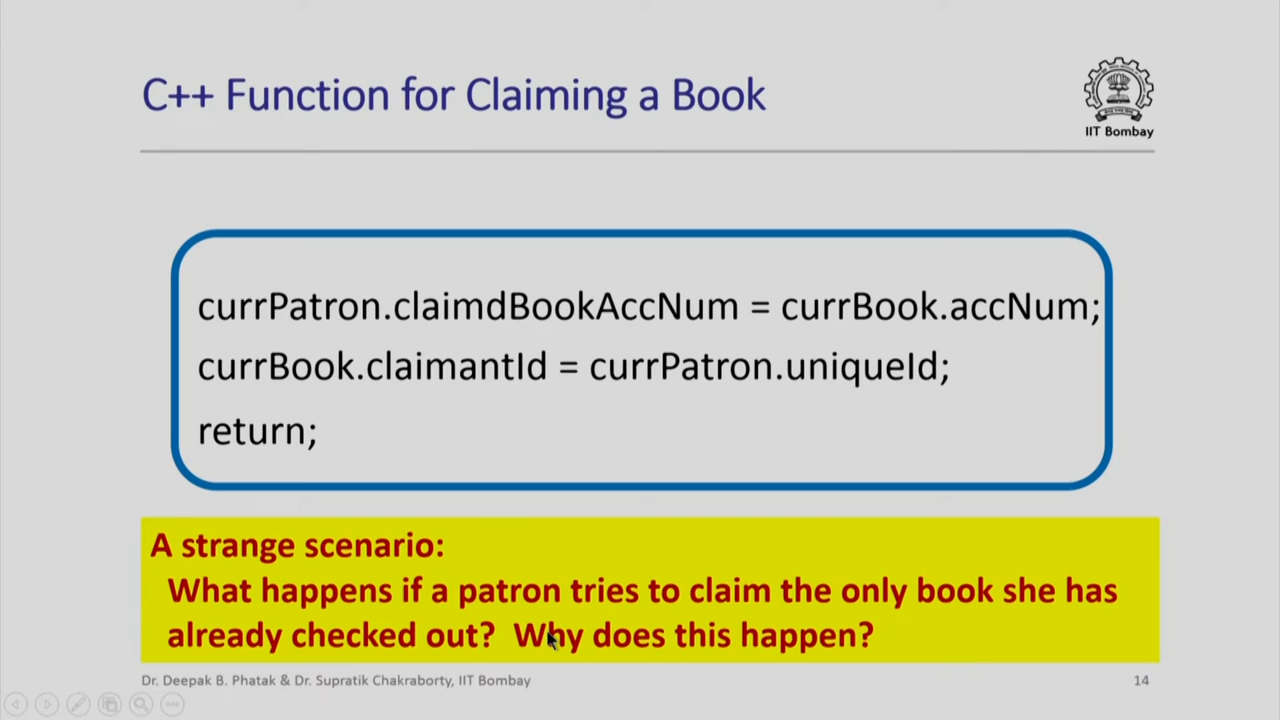 C++ Function for Claiming a Book
IIT Bombay
currPatron.claimdBookAccNum = currBook.accNum;
currBook.claimantId = currPatron.uniqueId;
return;
A strange scenario:
What happens if a patron tries to claim the only book she has
already checked out? Why does this happen?
Dr. Deepak B. Phatak & Dr. Supratik Chakraborty, IIT Bombay
14